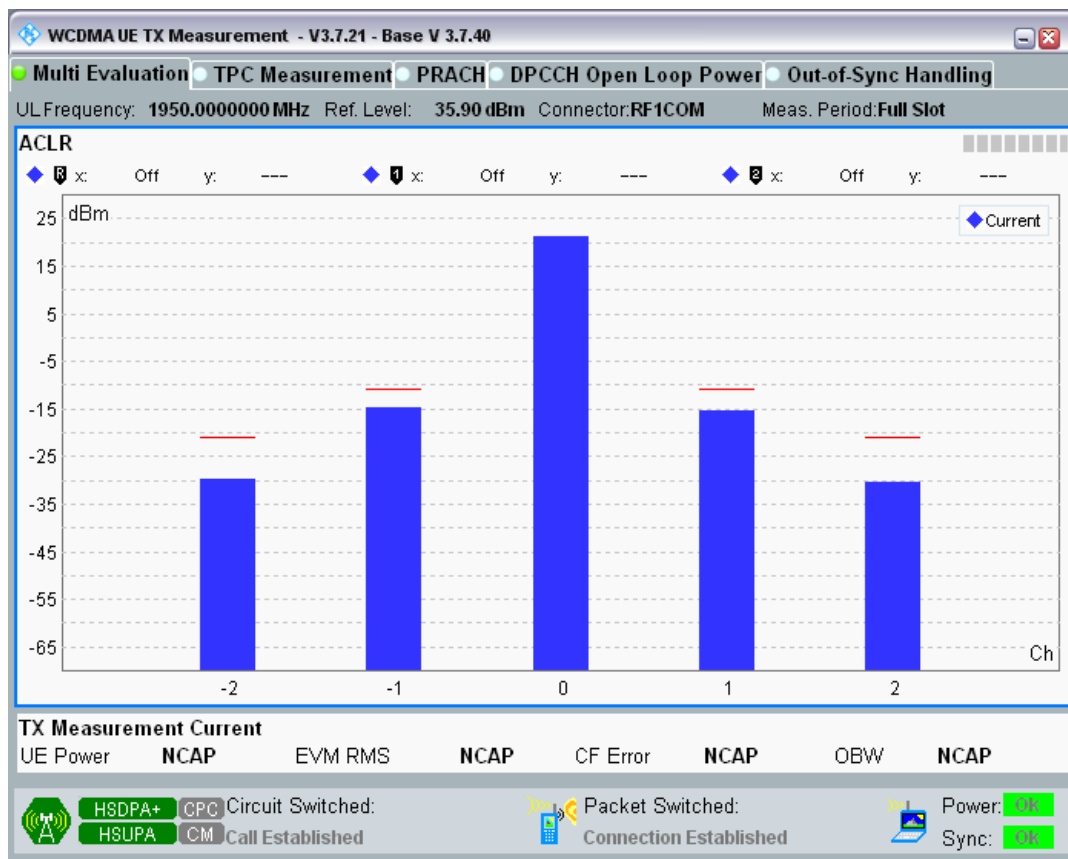 WCDMA UE TX Measurement - V3.7.21 - Base V 3.7.40
Multi Evaluation TPC Measurement PRACH DPCCH Open Loop Power Out-of-Sync Handling
UL Frequency: 1950.0000000 MHz Ref. Level: 35.90 dBm Connector:RF1COM Meas. Period:Full Slot
ACLR
R x: Off y: --- 1 x: Off y: --- 2 x: Off y: ---
dBm
Current
25
15
5
-5
-15
-25
-35
-45
-55
-65
Ch
-2 -1 0 1 2
TX Measurement Current
UE Power NCAP EVM RMS NCAP CF Error NCAP OBW NCAP
HSDPA+ CPC Circuit Switched: Packet Switched: Power: OK
HSUPA CM Call Established Connection Established Sync: OK